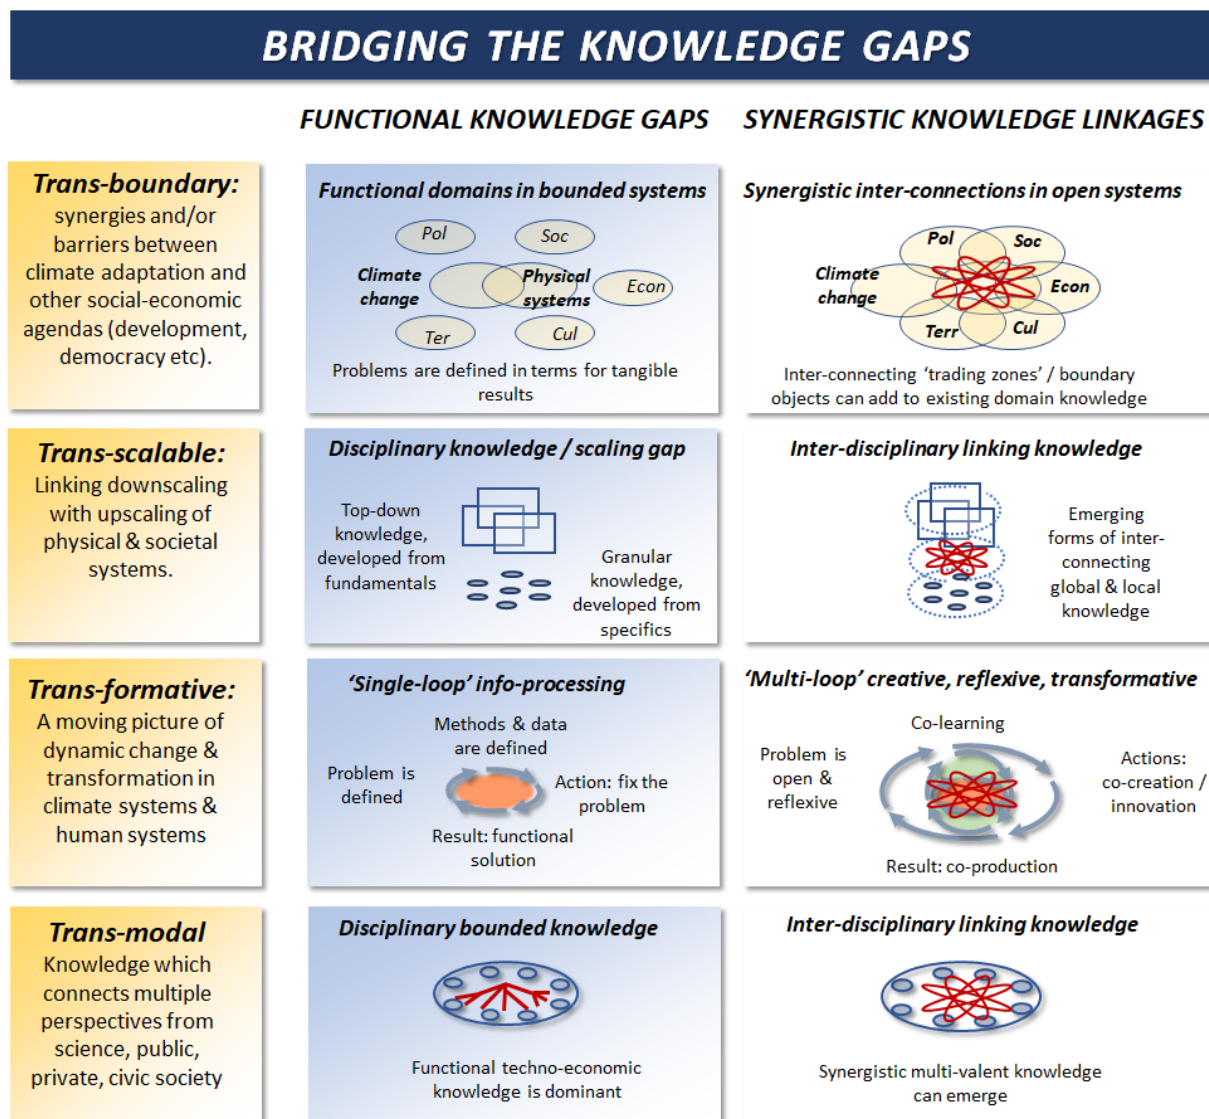 BRIDGING THE KNOWLEDGE GAPS
FUNCTIONAL KNOWLEDGE GAPS
SYNERGISTIC KNOWLEDGE LINKAGES
Trans-boundary:
synergies and/or
barriers between
climate adaptation and
other social-economic
agendas (development,
democracy etc).
Functional domains in bounded systems
Pol
Soc
Climate
change
Physical
systems
Econ
Ter
Cul
Problems are defined in terms for tangible
results
Synergistic inter-connections in open systems
Pol
Soc
Climate
change
Econ
Terr
Cul
Inter-connecting ‘trading zones’ / boundary
objects can add to existing domain knowledge
Trans-scalable:
Linking downscaling
with upscaling of
physical & societal
systems.
Disciplinary knowledge / scaling gap
Top-down
knowledge,
developed from
fundamentals
Granular
knowledge,
developed from
specifics
Inter-disciplinary linking knowledge
Emerging
forms of inter-
connecting
global & local
knowledge
Trans-formative:
A moving picture of
dynamic change &
transformation in
climate systems &
human systems
‘Single-loop’ info-processing
Methods & data
are defined
Problem is
defined
Action: fix the
problem
Result: functional
solution
‘Multi-loop’ creative, reflexive, transformative
Co-learning
Problem is
open &
reflexive
Actions:
co-creation /
innovation
Result: co-production
Trans-modal
Knowledge which
connects multiple
perspectives from
science, public,
private, civic society
Disciplinary bounded knowledge
Functional techno-economic
knowledge is dominant
Inter-disciplinary linking knowledge
Synergistic multi-valent knowledge
can emerge